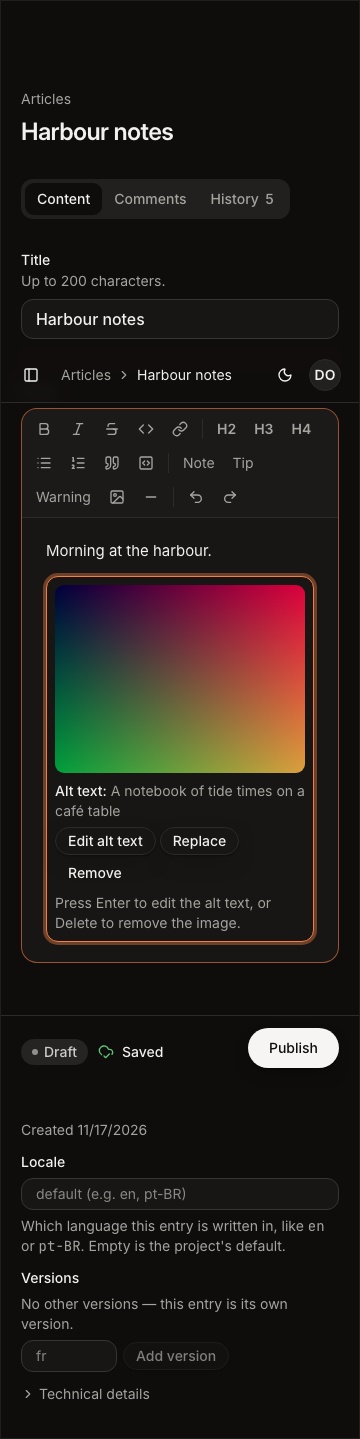 Articles
Harbour notes
Content Comments History 5
Title
Up to 200 characters.
Harbour notes
Articles > Harbour notes DO
B I S H2 H3 H4
Note Tip
Warning
Morning at the harbour.
Alt text: A notebook of tide times on a
café table
Edit alt text Replace
Remove
Press Enter to edit the alt text, or
Delete to remove the image.
Draft Saved Publish
Created 11/17/2026
Locale
default (e.g. en, pt-BR)
Which language this entry is written in, like en
or pt-BR. Empty is the project's default.
Versions
No other versions — this entry is its own
version.
fr Add version
> Technical details